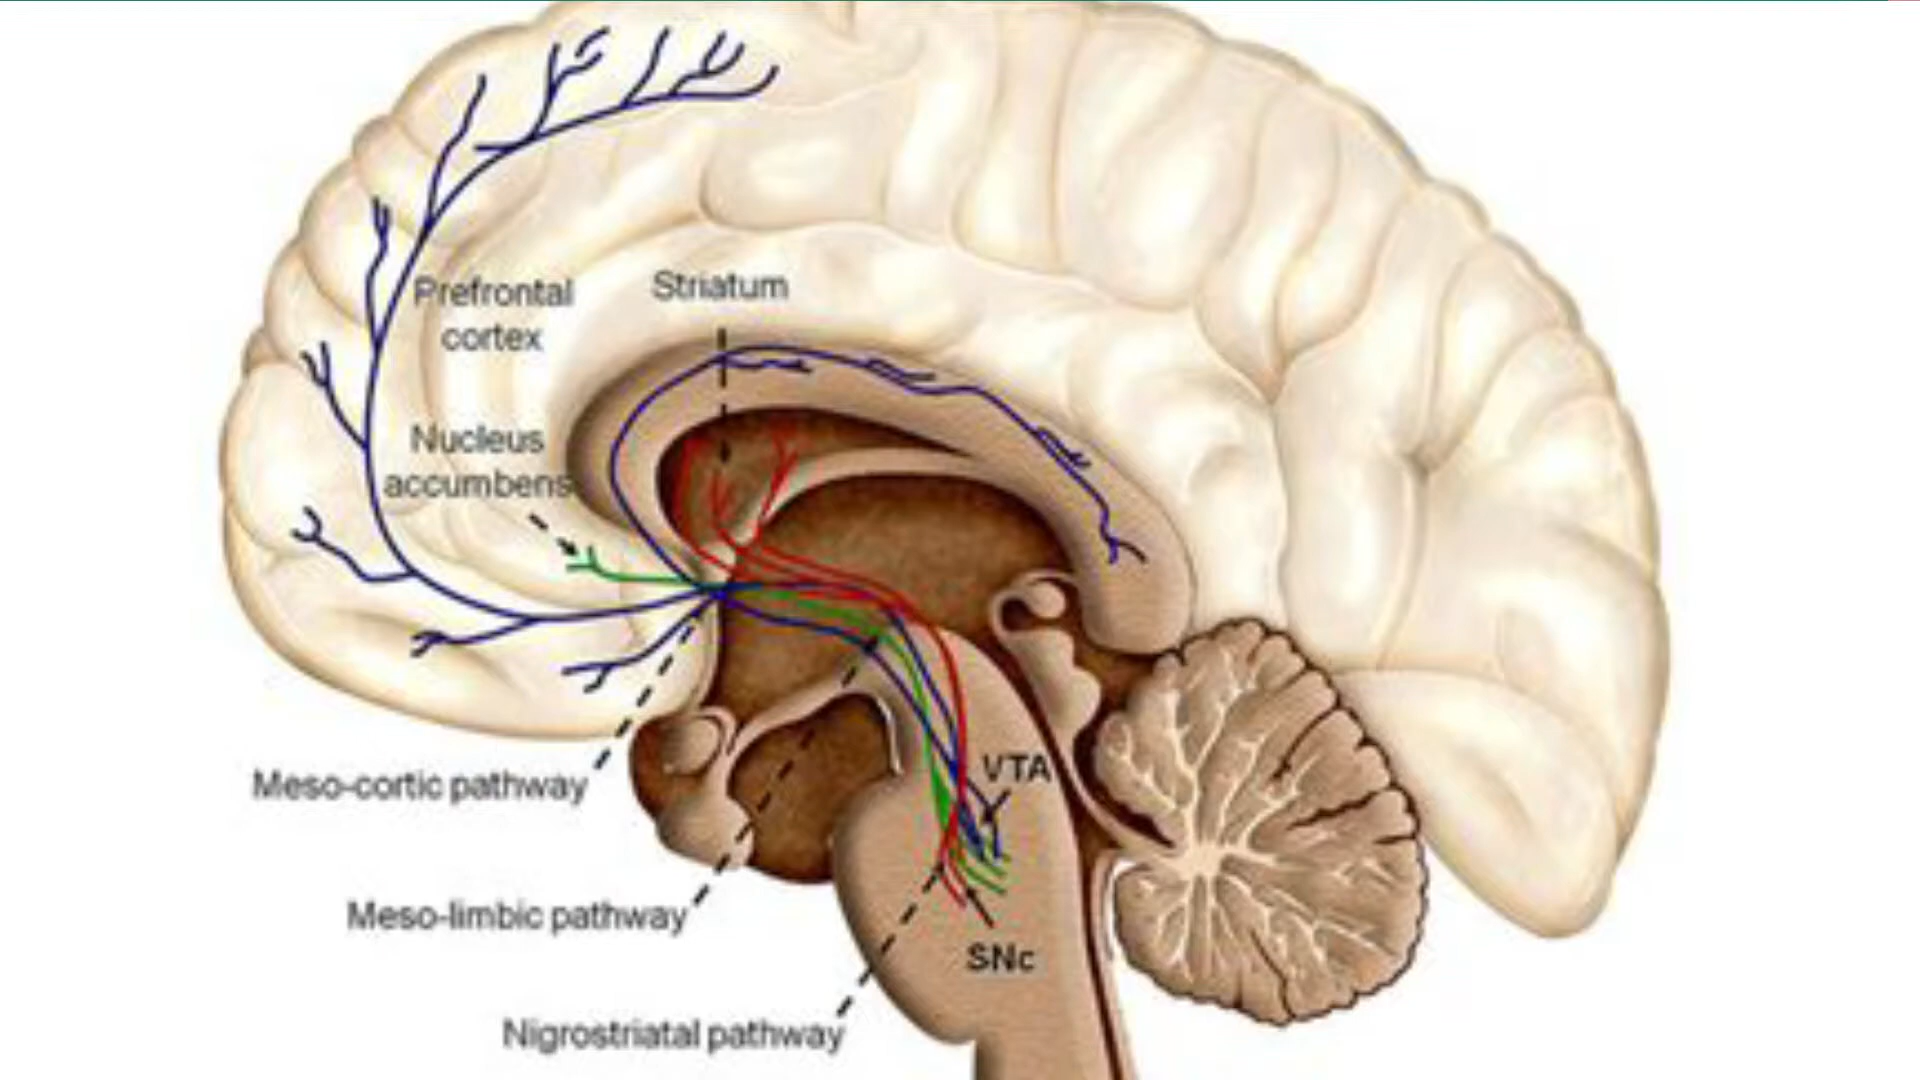 Prefrontal
cortex
Striatum
Nucleus
accumbens
Meso-cortic pathway
VTA
Meso-limbic pathway
SNc
Nigrostriatal pathway